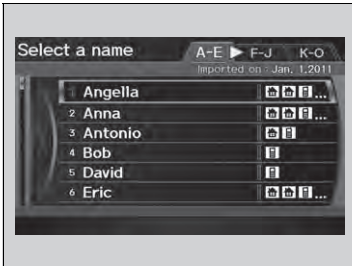 Select a name
A-E F-J K-O
Imported on : Jan, 1,2011
1 Angella ...
2 Anna ...
3 Antonio
4 Bob
5 David
6 Eric ...